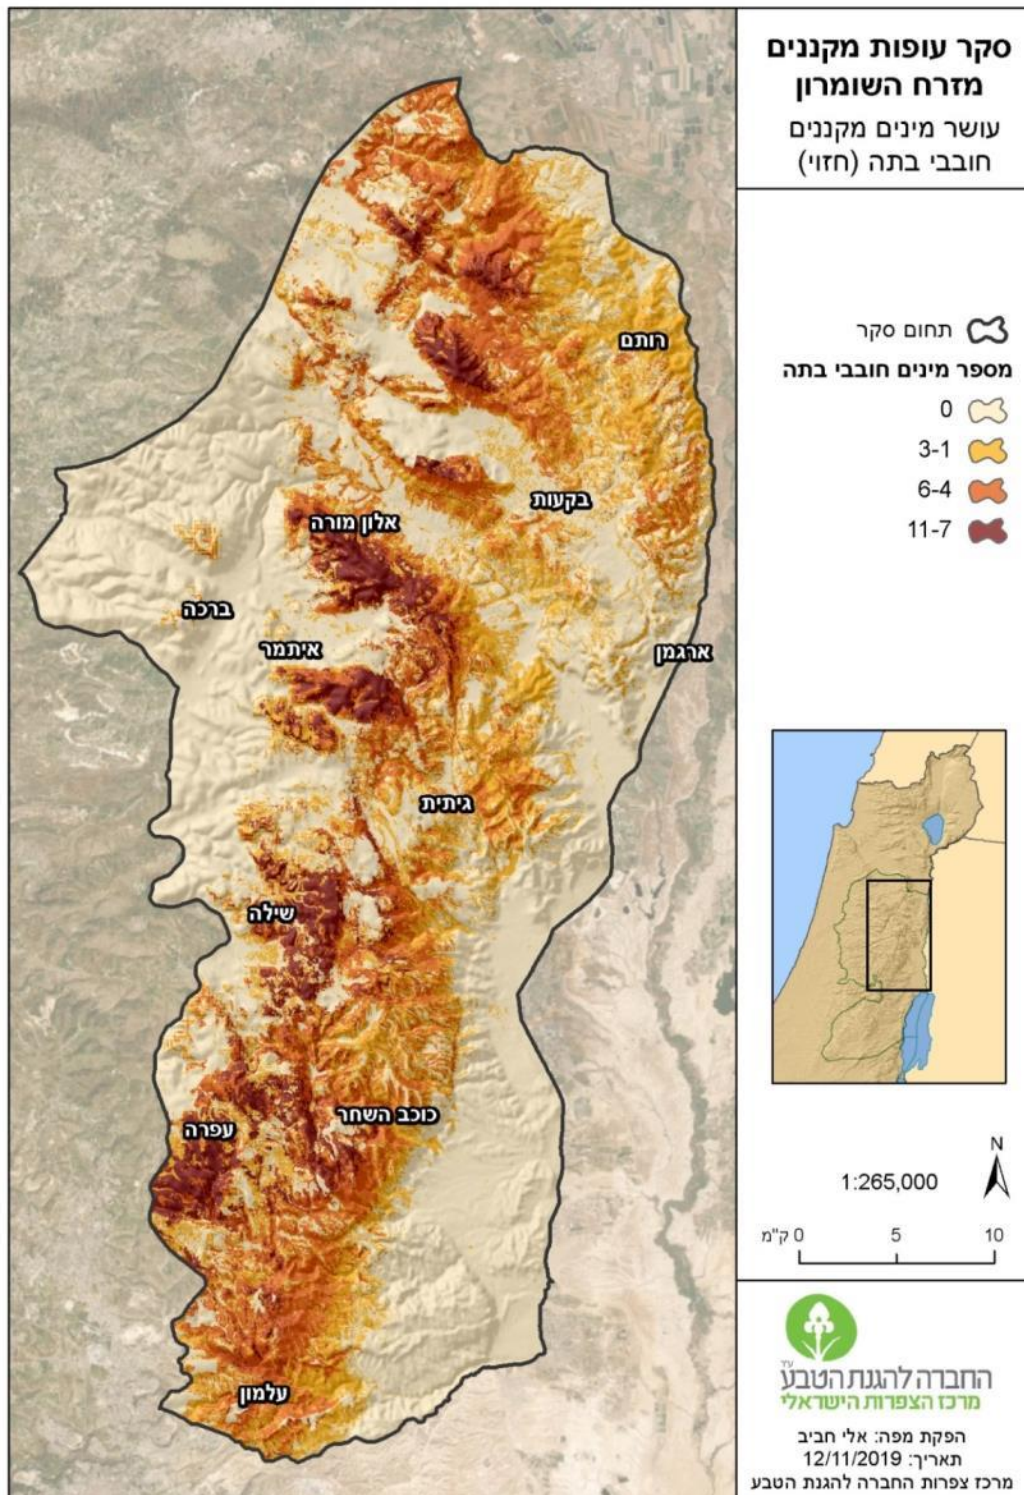 סקר עופות מקננים
מזרח השומרון
עושר מינים מקננים
חובבי בתה (חזוי)
תחום סקר
מספר מינים חובבי בתה
0
3-1
6-4
11-7
רותם
בקעות
אלון מורה
ברכה
איתמר
ארגמן
גיתית
שילה
כוכב השחר
עפרה
עלמון
N
1:265,000
ק"מ 0 5 10
החברה להגנת הטבע
ע״ר
מרכז הצפרות הישראלי
הפקת מפה: אלי חביב
תאריך: 12/11/2019
מרכז צפרות החברה להגנת הטבע